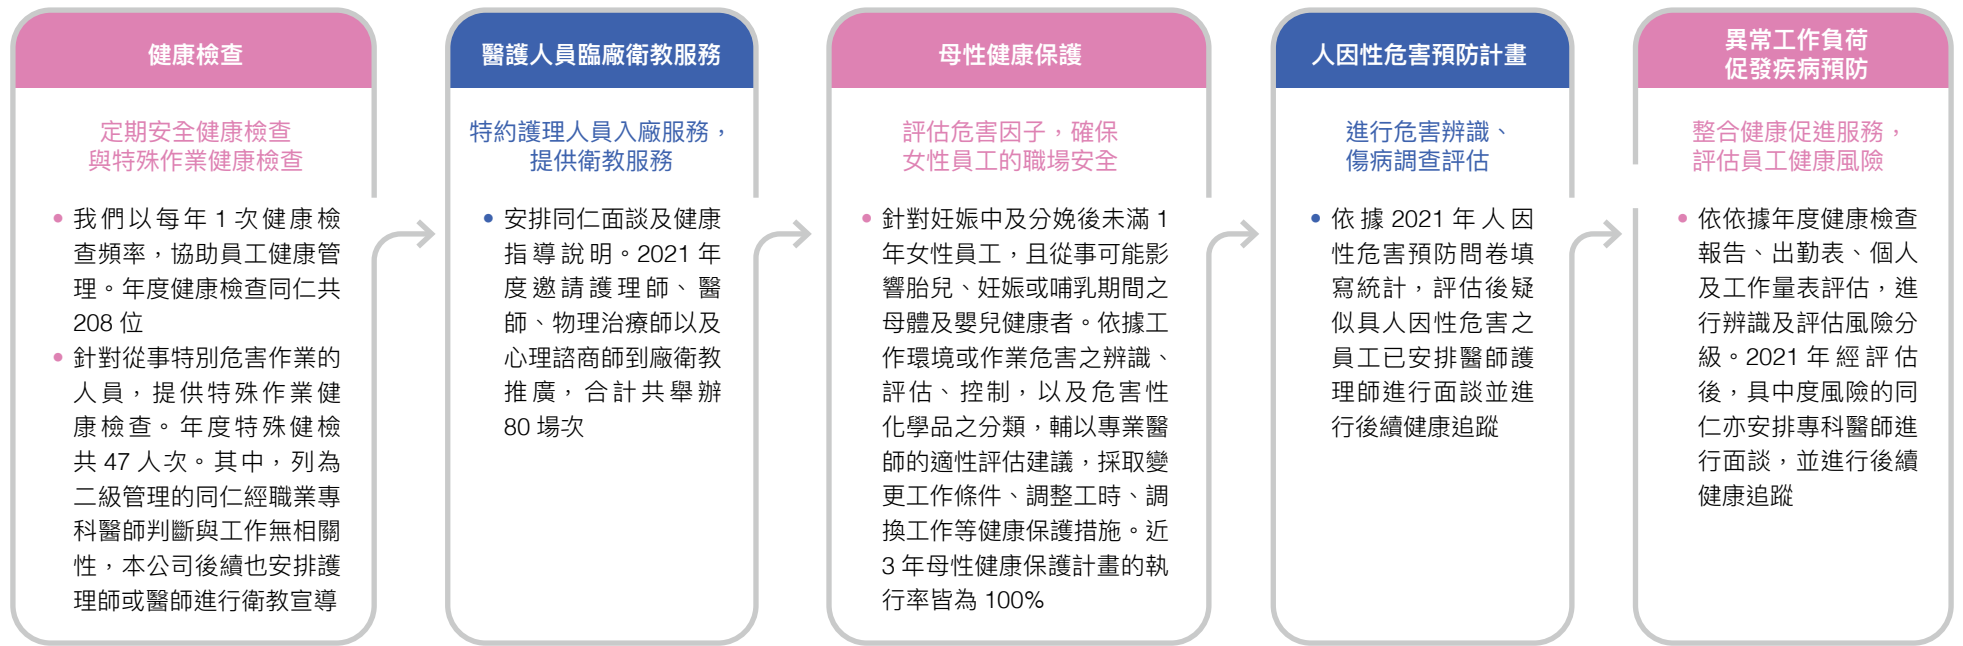 健康檢查
定期安全健康檢查
與特殊作業健康檢查
• 我們以每年 1 次健康檢
查頻率，協助員工健康管
理。年度健康檢查同仁共
208 位
• 針對從事特別危害作業的
人員，提供特殊作業健
康檢查。年度特殊健檢
共 47 人次。其中，列為
二級管理的同仁經職業專
科醫師判斷與工作無相關
性，本公司後續也安排護
理師或醫師進行衛教宣導
醫護人員臨廠衛教服務
特約護理人員入廠服務，
提供衛教服務
• 安排同仁面談及健康
指導說明。2021 年
度邀請護理師、醫
師、物理治療師以及
心理諮商師到廠衛教
推廣，合計共舉辦
80 場次
母性健康保護
評估危害因子，確保
女性員工的職場安全
• 針對妊娠中及分娩後未滿 1
年女性員工，且從事可能影
響胎兒、妊娠或哺乳期間之
母體及嬰兒健康者。依據工
作環境或作業危害之辨識、
評估、控制，以及危害性
化學品之分類，輔以專業醫
師的適性評估建議，採取變
更工作條件、調整工時、調
換工作等健康保護措施。近
3 年母性健康保護計畫的執
行率皆為 100%
人因性危害預防計畫
進行危害辨識、
傷病調查評估
• 依據 2021 年人因
性危害預防問卷填
寫統計，評估後疑
似具人因性危害之
員工已安排醫師護
理師進行面談並進
行後續健康追蹤
異常工作負荷
促發疾病預防
整合健康促進服務，
評估員工健康風險
• 依依據年度健康檢查
報告、出勤表、個人
及工作量表評估，進
行辨識及評估風險分
級。2021 年經評估
後，具中度風險的同
仁亦安排專科醫師進
行面談，並進行後續
健康追蹤